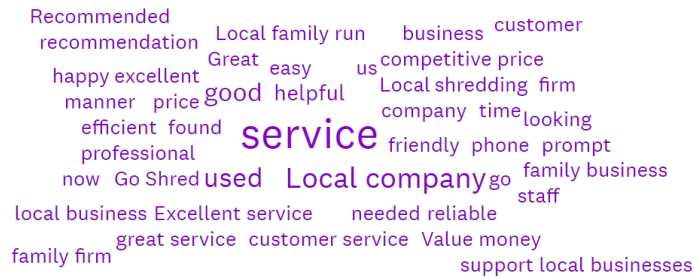 Recommended
recommendation
Local family run
business
customer
Great
easy
us
competitive price
happy excellent
manner
price
good
helpful
Local shredding
firm
company
time
looking
efficient
found
service
friendly
phone
prompt
professional
now
Go Shred
used
Local company
go
family business
staff
local business
Excellent service
needed
reliable
great service
customer service
Value money
family firm
support local businesses